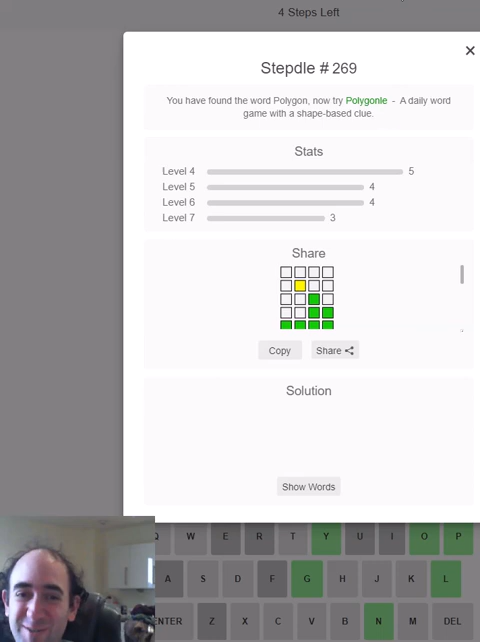 4 Steps Left
×
Stepdle # 269
You have found the word Polygon, now try Polygonle - A daily word
game with a shape-based clue.
Stats
Level 4 5
Level 5 4
Level 6 4
Level 7 3
Share
Copy Share
Solution
Show Words
Q W E R T Y U I O P
A S D F G H J K L
ENTER Z X C V B N M DEL